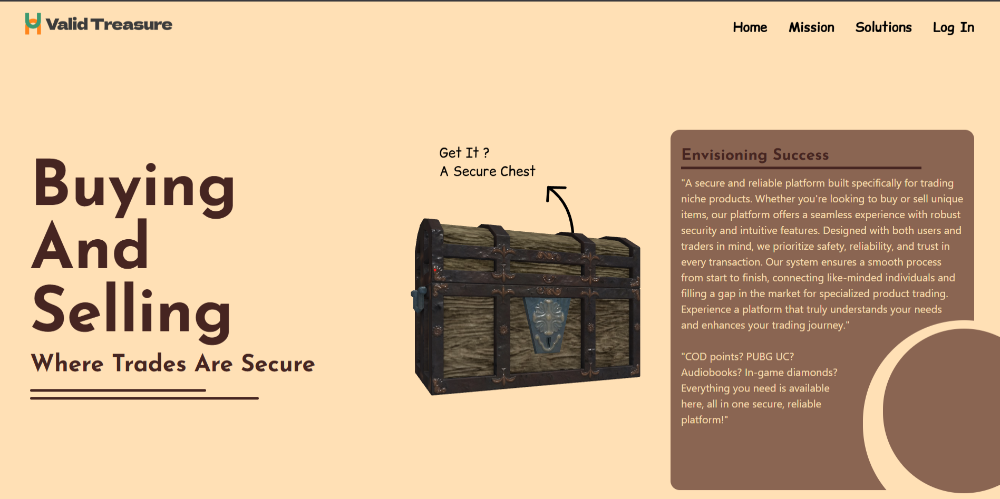 Valid Treasure
Home Mission Solutions Log In
Buying
And
Selling
Where Trades Are Secure
Get It ?
A Secure Chest
Envisioning Success
"A secure and reliable platform built specifically for trading
niche products. Whether you're looking to buy or sell unique
items, our platform offers a seamless experience with robust
security and intuitive features. Designed with both users and
traders in mind, we prioritize safety, reliability, and trust in
every transaction. Our system ensures a smooth process
from start to finish, connecting like-minded individuals and
filling a gap in the market for specialized product trading.
Experience a platform that truly understands your needs
and enhances your trading journey."
"COD points? PUBG UC?
Audiobooks? In-game diamonds?
Everything you need is available
here, all in one secure, reliable
platform!"